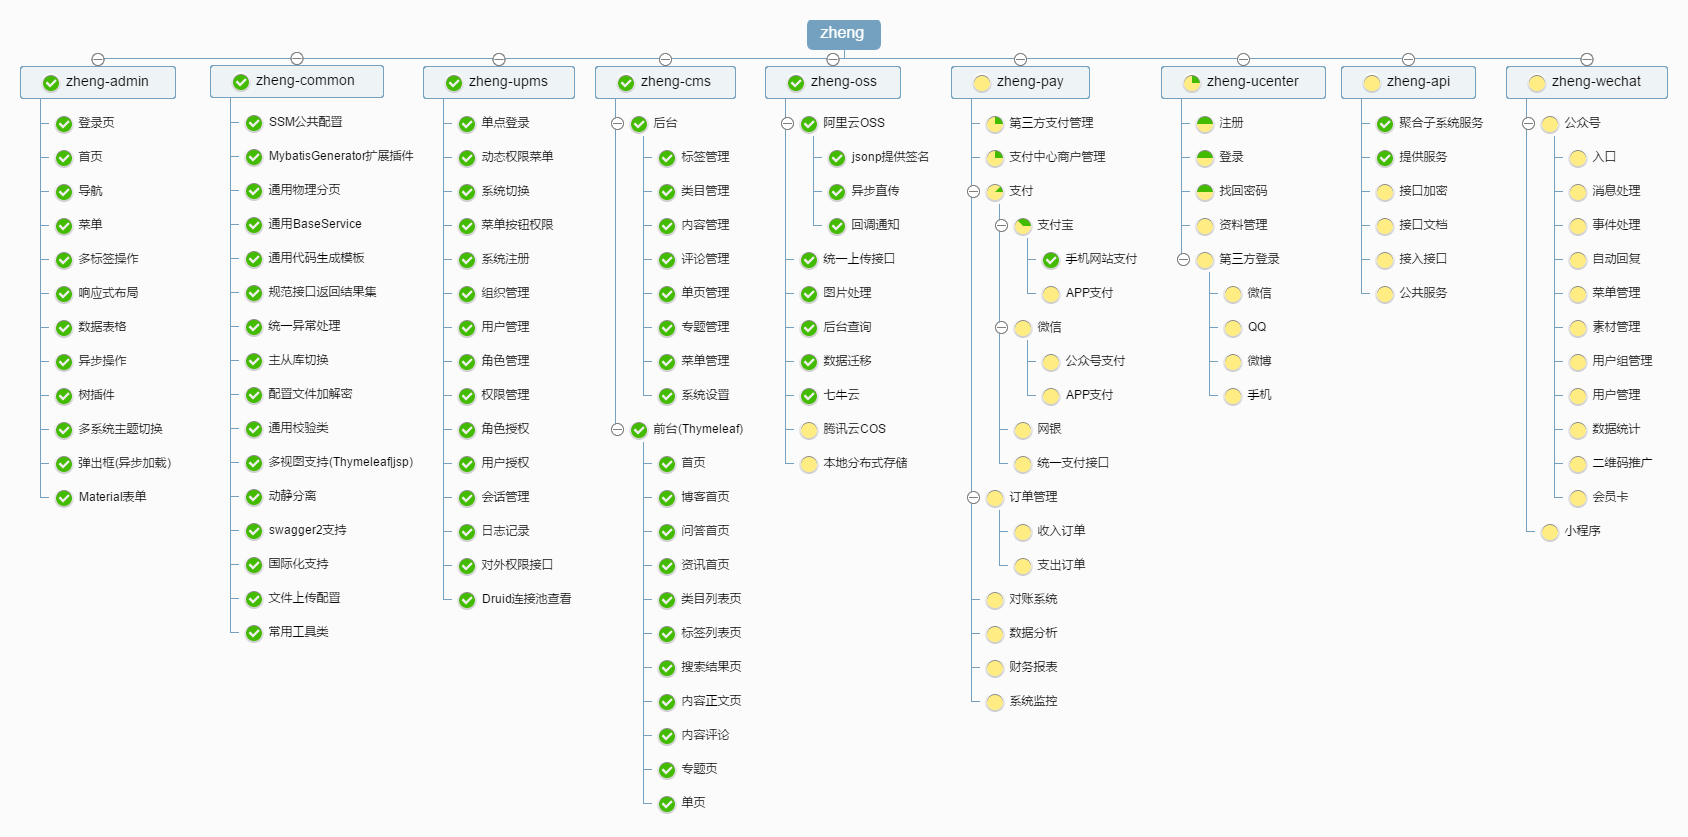 zheng
zheng-admin
登录页
首页
导航
菜单
多标签操作
响应式布局
数据表格
异步操作
树插件
多系统主题切换
弹出框(异步加载)
Material表单
zheng-common
SSM公共配置
MybatisGenerator扩展插件
通用物理分页
通用BaseService
通用代码生成模板
规范接口返回结果集
统一异常处理
主从库切换
配置文件加解密
通用校验类
多视图支持(Thymeleaf|jsp)
动静分离
swagger2支持
国际化支持
文件上传配置
常用工具类
zheng-upms
单点登录
动态权限菜单
系统切换
菜单按钮权限
系统注册
组织管理
用户管理
角色管理
权限管理
角色授权
用户授权
会话管理
日志记录
对外权限接口
Druid连接池查看
zheng-cms
后台
标签管理
类目管理
内容管理
评论管理
单页管理
专题管理
菜单管理
系统设置
前台(Thymeleaf)
首页
博客首页
问答首页
资讯首页
类目列表页
标签列表页
搜索结果页
内容正文页
内容评论
专题页
单页
zheng-oss
阿里云OSS
jsonp提供签名
异步直传
回调通知
统一上传接口
图片处理
后台查询
数据迁移
七牛云
腾讯云COS
本地分布式存储
zheng-pay
第三方支付管理
支付中心商户管理
支付
支付宝
手机网站支付
APP支付
微信
公众号支付
APP支付
网银
统一支付接口
订单管理
收入订单
支出订单
对账系统
数据分析
财务报表
系统监控
zheng-ucenter
注册
登录
找回密码
资料管理
第三方登录
微信
QQ
微博
手机
zheng-api
聚合子系统服务
提供服务
接口加密
接口文档
接入接口
公共服务
zheng-wechat
公众号
入口
消息处理
事件处理
自动回复
菜单管理
素材管理
用户组管理
用户管理
数据统计
二维码推广
会员卡
小程序